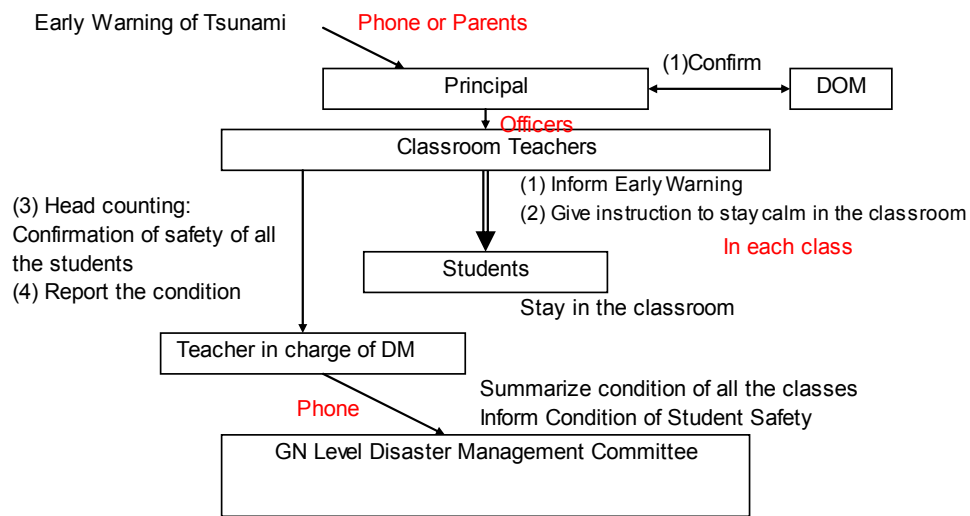 Early Warning of Tsunami
Phone or Parents
(1)Confirm
Principal
DOM
Officers
Classroom Teachers
(1) Inform Early Warning
(2) Give instruction to stay calm in the classroom
(3) Head counting:
Confirmation of safety of all
the students
(4) Report the condition
In each class
Students
Stay in the classroom
Teacher in charge of DM
Phone
Summarize condition of all the classes
Inform Condition of Student Safety
GN Level Disaster Management Committee